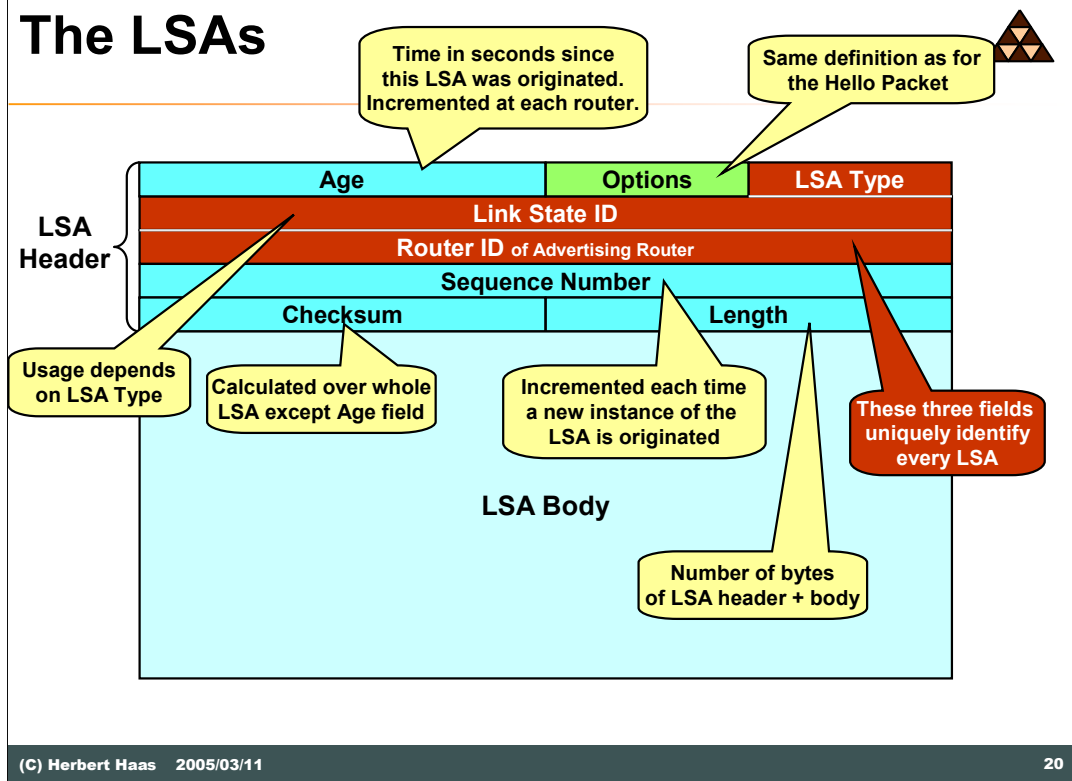 The LSAs
Time in seconds since
this LSA was originated.
Incremented at each router.
Same definition as for
the Hello Packet
LSA
Header
Age
Options
LSA Type
Link State ID
Router ID of Advertising Router
Sequence Number
Checksum
Length
Usage depends
on LSA Type
Calculated over whole
LSA except Age field
Incremented each time
a new instance of the
LSA is originated
These three fields
uniquely identify
every LSA
LSA Body
Number of bytes
of LSA header + body
(C) Herbert Haas 2005/03/11
20